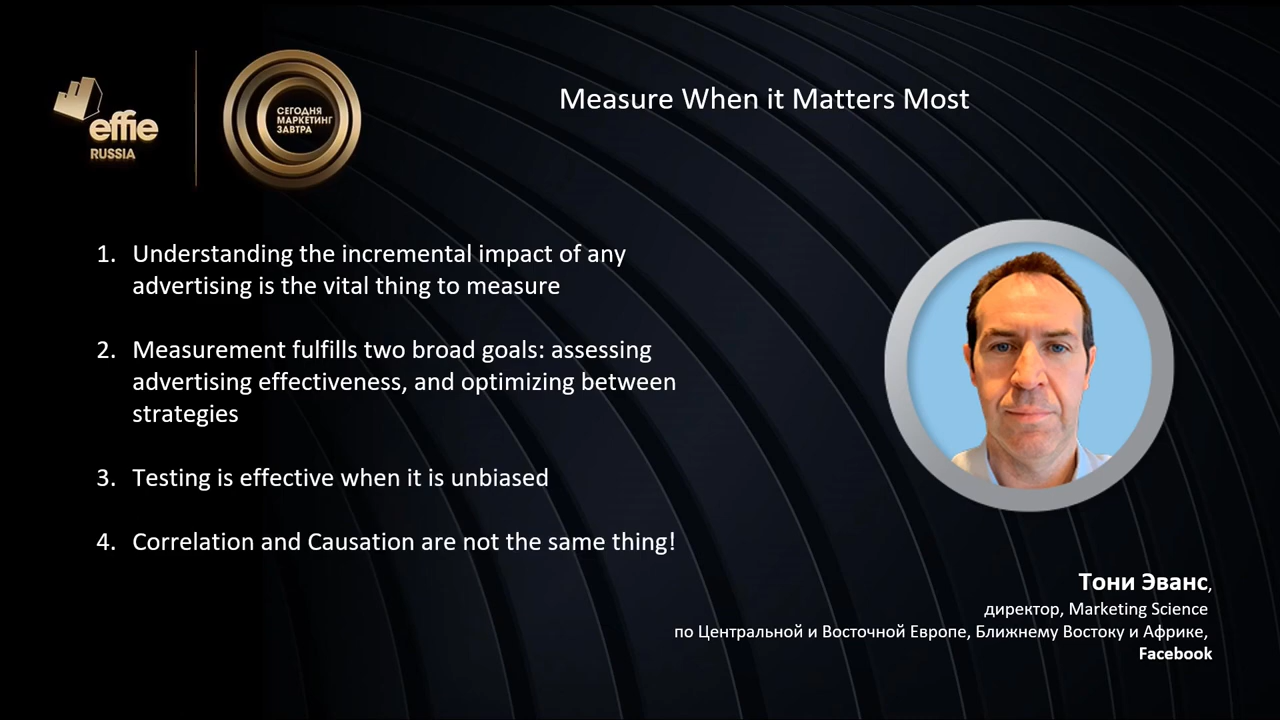 effie
RUSSIA
СЕГОДНЯ
МАРКЕТИНГ
ЗАВТРА
Measure When it Matters Most
1. Understanding the incremental impact of any
advertising is the vital thing to measure
2. Measurement fulfills two broad goals: assessing
advertising effectiveness, and optimizing between
strategies
3. Testing is effective when it is unbiased
4. Correlation and Causation are not the same thing!
Тони Эванс,
директор, Marketing Science
по Центральной и Восточной Европе, Ближнему Востоку и Африке,
Facebook